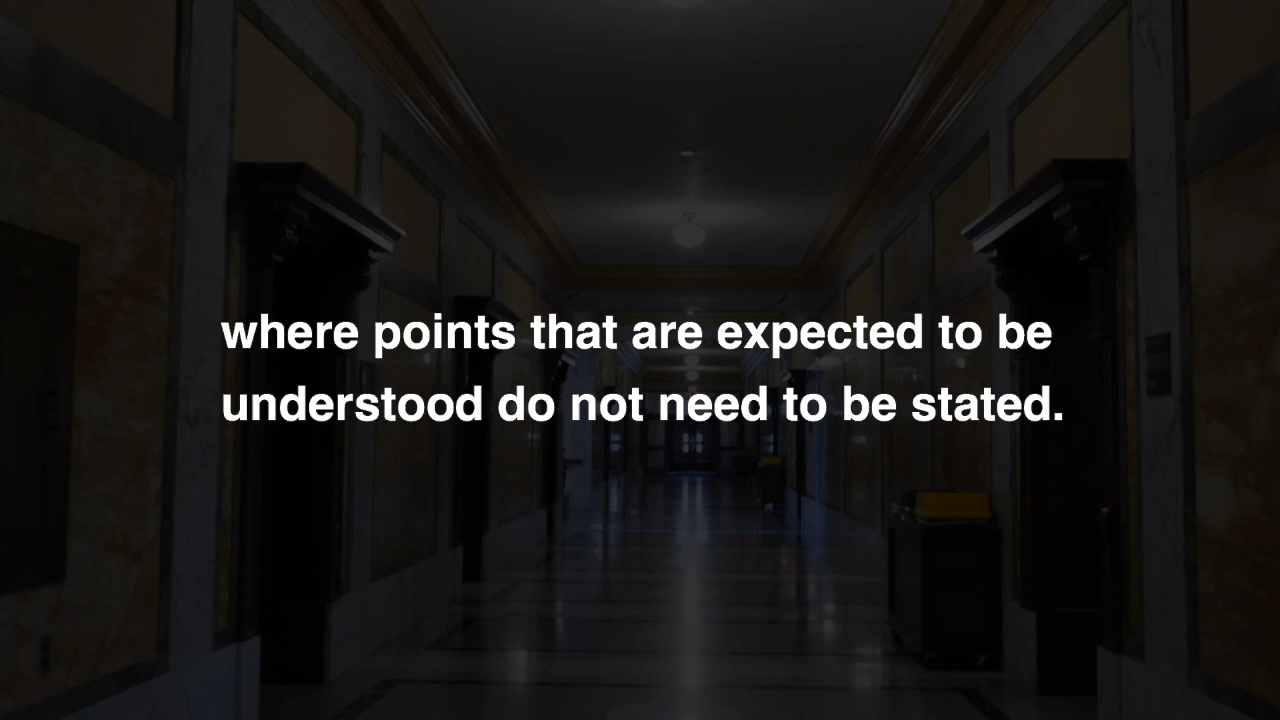 where points that are expected to be
understood do not need to be stated.